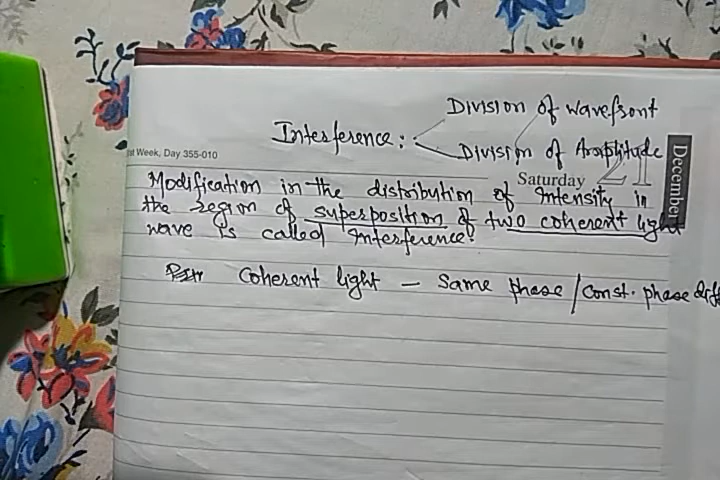 Division of Wavefront
Interference:
Division of Amplitude
st Week, Day 355-010
Saturday 21
December
Modification in the distribution of Intensity in
the region of superposition of two coherent light
wave is called Interference.
Coherent light – Same phase/const. phase diff